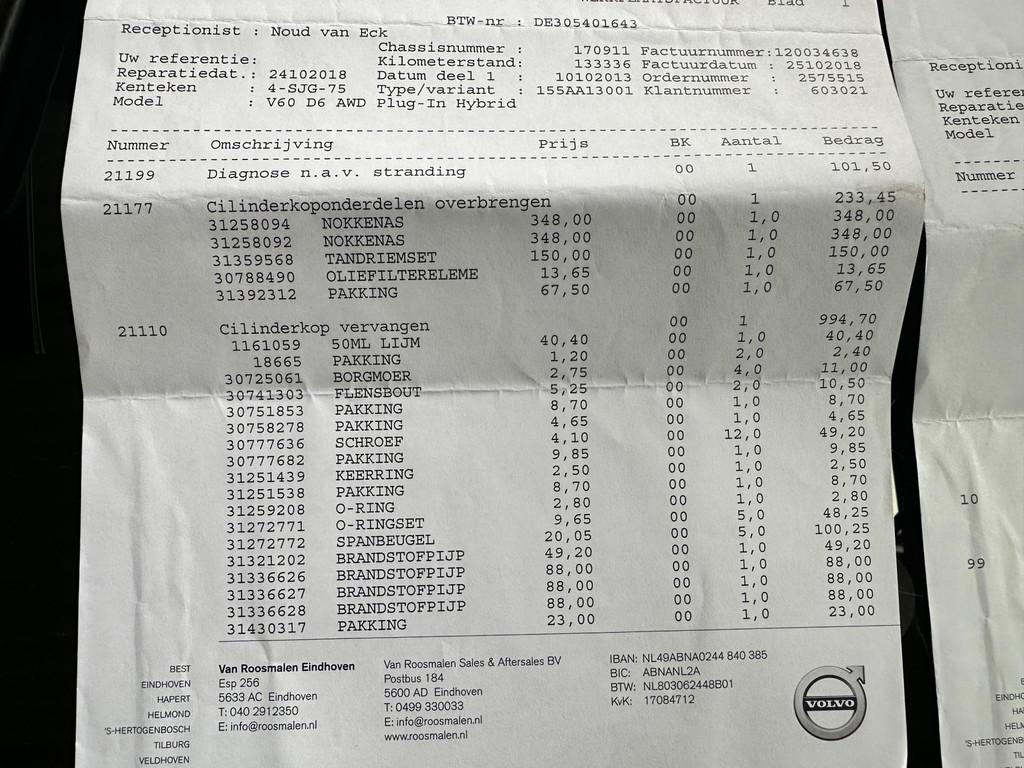 Blad 1
BTW-nr : DE305401643
Receptionist : Noud van Eck
Chassisnummer : 170911 Factuurnummer:120034638
Uw referentie: Kilometerstand: 133336 Factuurdatum : 25102018
Reparatiedat.: 24102018 Datum deel 1 : 10102013 Ordernummer : 2575515
Kenteken : 4-SJG-75 Type/variant : 155AA13001 Klantnummer : 603021
Model : V60 D6 AWD Plug-In Hybrid
Nummer Omschrijving Prijs BK Aantal Bedrag
21199 Diagnose n.a.v. stranding 00 1 101,50
21177 Cilinderkoponderdelen overbrengen 00 1 233,45
31258094 NOKKENAS 348,00 00 1,0 348,00
31258092 NOKKENAS 348,00 00 1,0 348,00
31359568 TANDRIEMSET 150,00 00 1,0 150,00
30788490 OLIEFILTERELEME 13,65 00 1,0 13,65
31392312 PAKKING 67,50 00 1,0 67,50
21110 Cilinderkop vervangen 00 1 994,70
1161059 50ML LIJM 40,40 00 1,0 40,40
18665 PAKKING 1,20 00 2,0 2,40
30725061 BORGMOER 2,75 00 4,0 11,00
30741303 FLENSBOUT 5,25 00 2,0 10,50
30751853 PAKKING 8,70 00 1,0 8,70
30758278 PAKKING 4,65 00 1,0 4,65
30777636 SCHROEF 4,10 00 12,0 49,20
30777682 PAKKING 9,85 00 1,0 9,85
31251439 KEERRING 2,50 00 1,0 2,50
31251538 PAKKING 8,70 00 1,0 8,70
31259208 O-RING 2,80 00 1,0 2,80
31272771 O-RINGSET 9,65 00 5,0 48,25
31272772 SPANBEUGEL 20,05 00 5,0 100,25
31321202 BRANDSTOFPIJP 49,20 00 1,0 49,20
31336626 BRANDSTOFPIJP 88,00 00 1,0 88,00
31336627 BRANDSTOFPIJP 88,00 00 1,0 88,00
31336628 BRANDSTOFPIJP 88,00 00 1,0 88,00
31430317 PAKKING 23,00 00 1,0 23,00
BEST
EINDHOVEN
HAPERT
HELMOND
'S-HERTOGENBOSCH
TILBURG
VELDHOVEN
Van Roosmalen Eindhoven
Esp 256
5633 AC Eindhoven
T: 040 2912350
E: info@roosmalen.nl
Van Roosmalen Sales & Aftersales BV
Postbus 184
5600 AD Eindhoven
T: 0499 330033
E: info@roosmalen.nl
www.roosmalen.nl
IBAN: NL49ABNA0244 840 385
BIC: ABNANL2A
BTW: NL803062448B01
KvK: 17084712
VOLVO
Kenteken
Model
Nummer
10
99